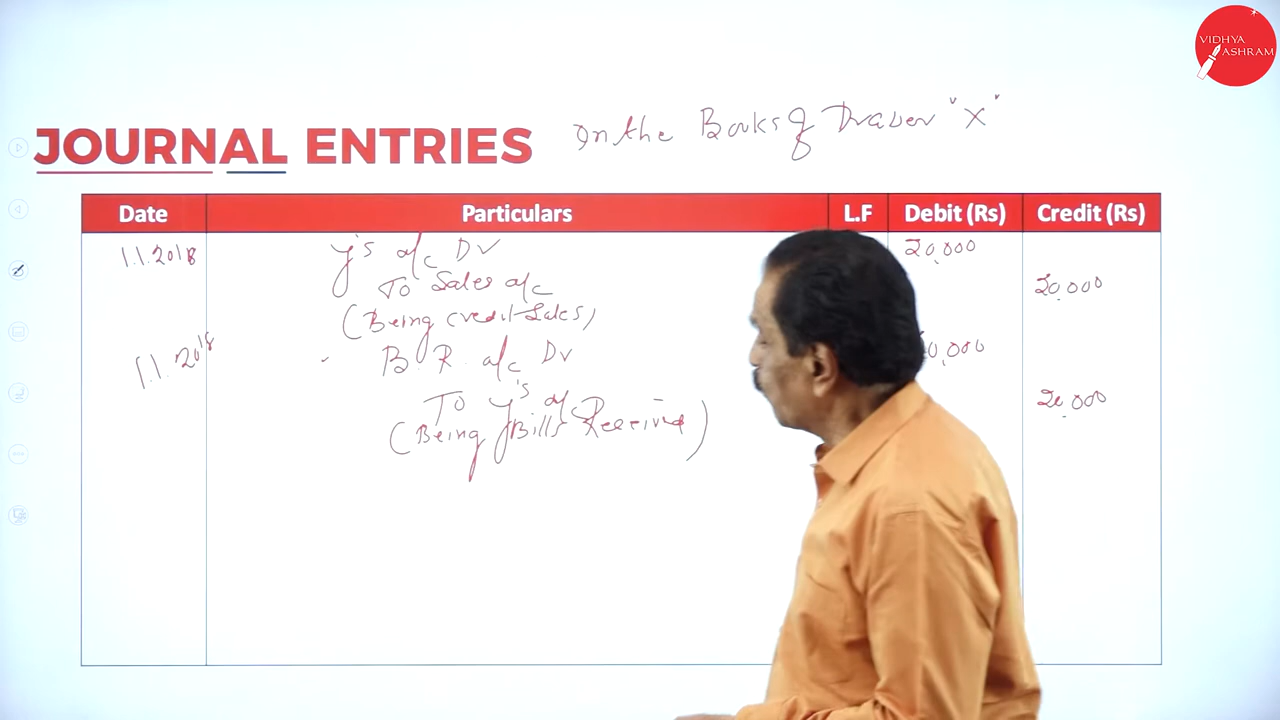 VIDHYA
ASHRAM
JOURNAL ENTRIES In the Books of Drawer "X"
Date Particulars L.F Debit (Rs) Credit (Rs)
1.1.2018 Y's a/c Dr 20,000
To Sales a/c 20,000
(Being credit Sales)
1.1.2018 B.R. a/c Dr 0,000
To Y's a/c 20,000
(Being Bills Received)